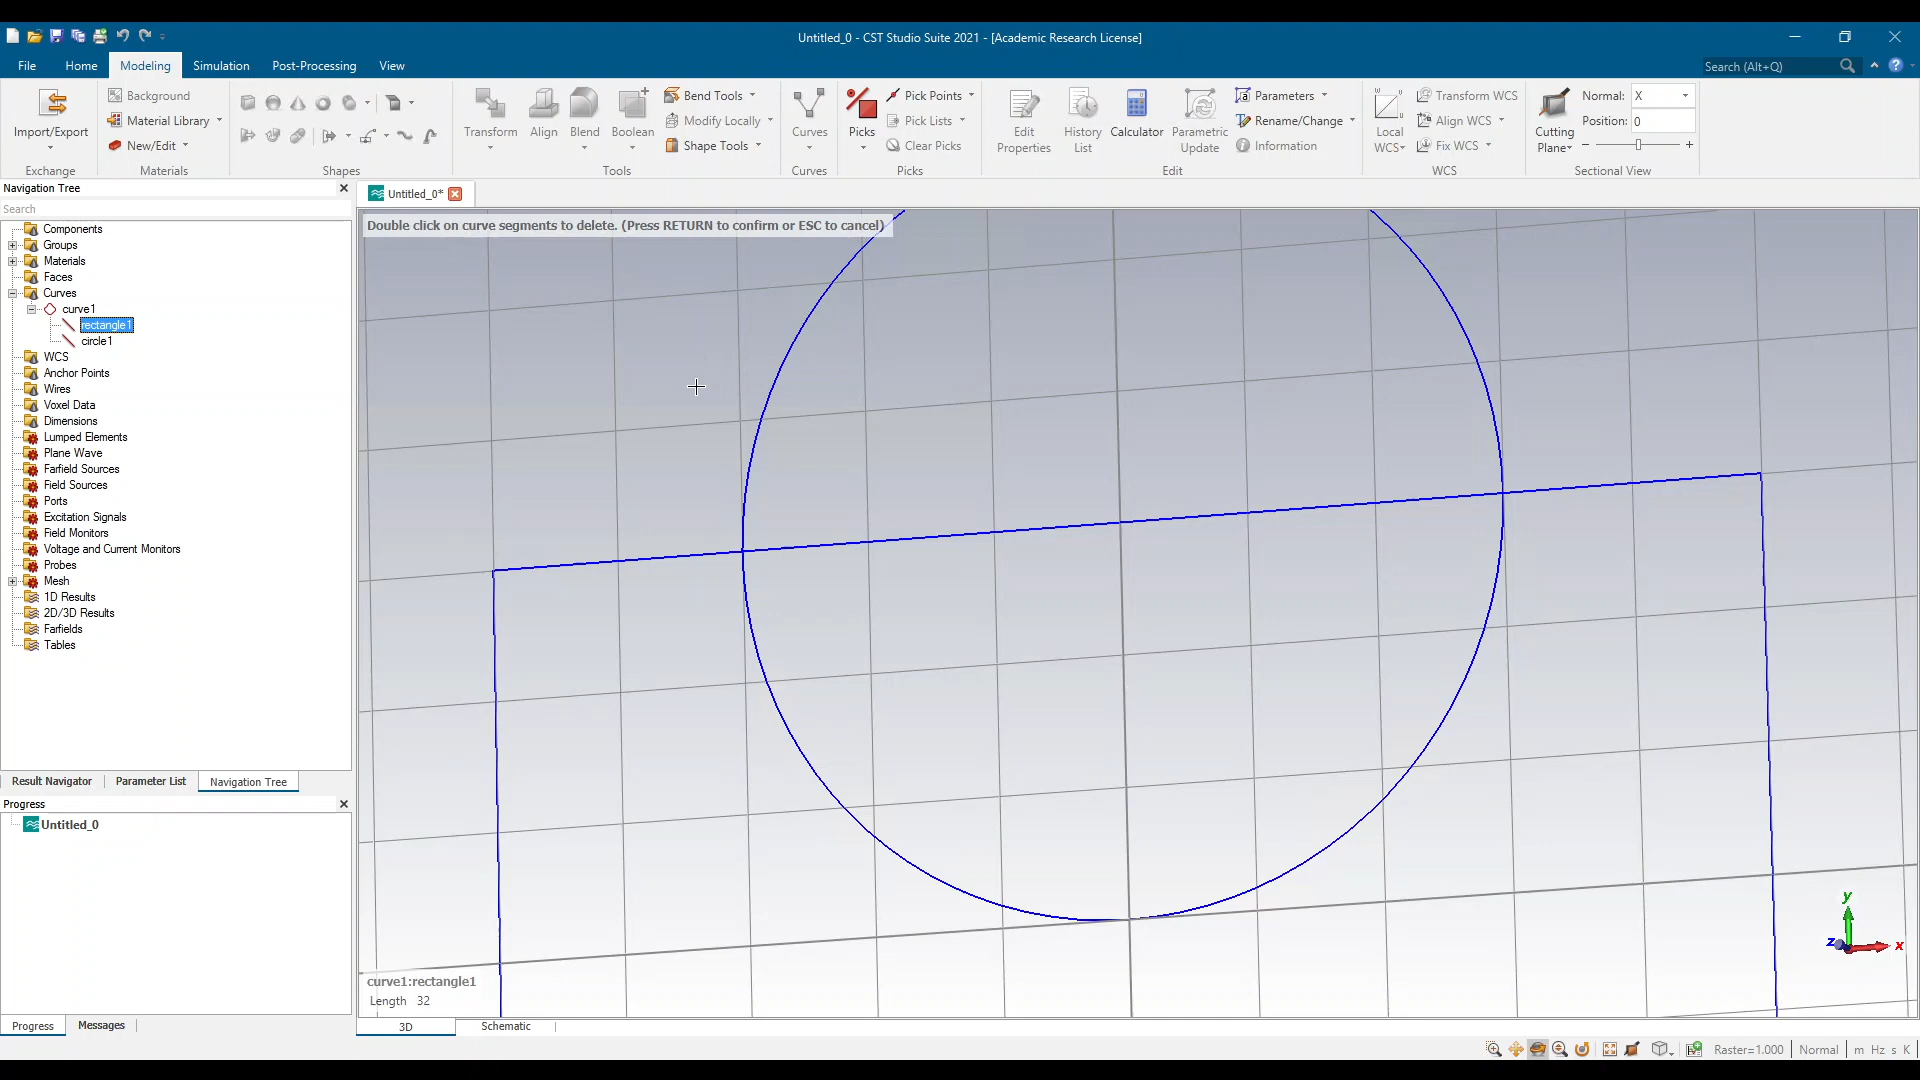 Untitled_0 - CST Studio Suite 2021 - [Academic Research License]
File Home Modeling Simulation Post-Processing View
Search (Alt+Q)
Import/Export
Exchange
Background
Material Library
New/Edit
Materials
Shapes
Transform
Align
Blend
Boolean
Bend Tools
Modify Locally
Shape Tools
Tools
Curves
Curves
Picks
Pick Points
Pick Lists
Clear Picks
Picks
Edit Properties
History List
Calculator
Parametric Update
Parameters
Rename/Change
Information
Edit
Local WCS
Transform WCS
Align WCS
Fix WCS
WCS
Cutting Plane
Normal: X
Position: 0
Sectional View
Navigation Tree
Search
Components
Groups
Materials
Faces
Curves
curve1
rectangle1
circle1
WCS
Anchor Points
Wires
Voxel Data
Dimensions
Lumped Elements
Plane Wave
Farfield Sources
Field Sources
Ports
Excitation Signals
Field Monitors
Voltage and Current Monitors
Probes
Mesh
1D Results
2D/3D Results
Farfields
Tables
Result Navigator Parameter List Navigation Tree
Progress
Untitled_0
Progress Messages
Untitled_0*
Double click on curve segments to delete. (Press RETURN to confirm or ESC to cancel)
curve1:rectangle1
Length 32
y
z
x
3D Schematic
Raster=1.000 Normal m Hz s K